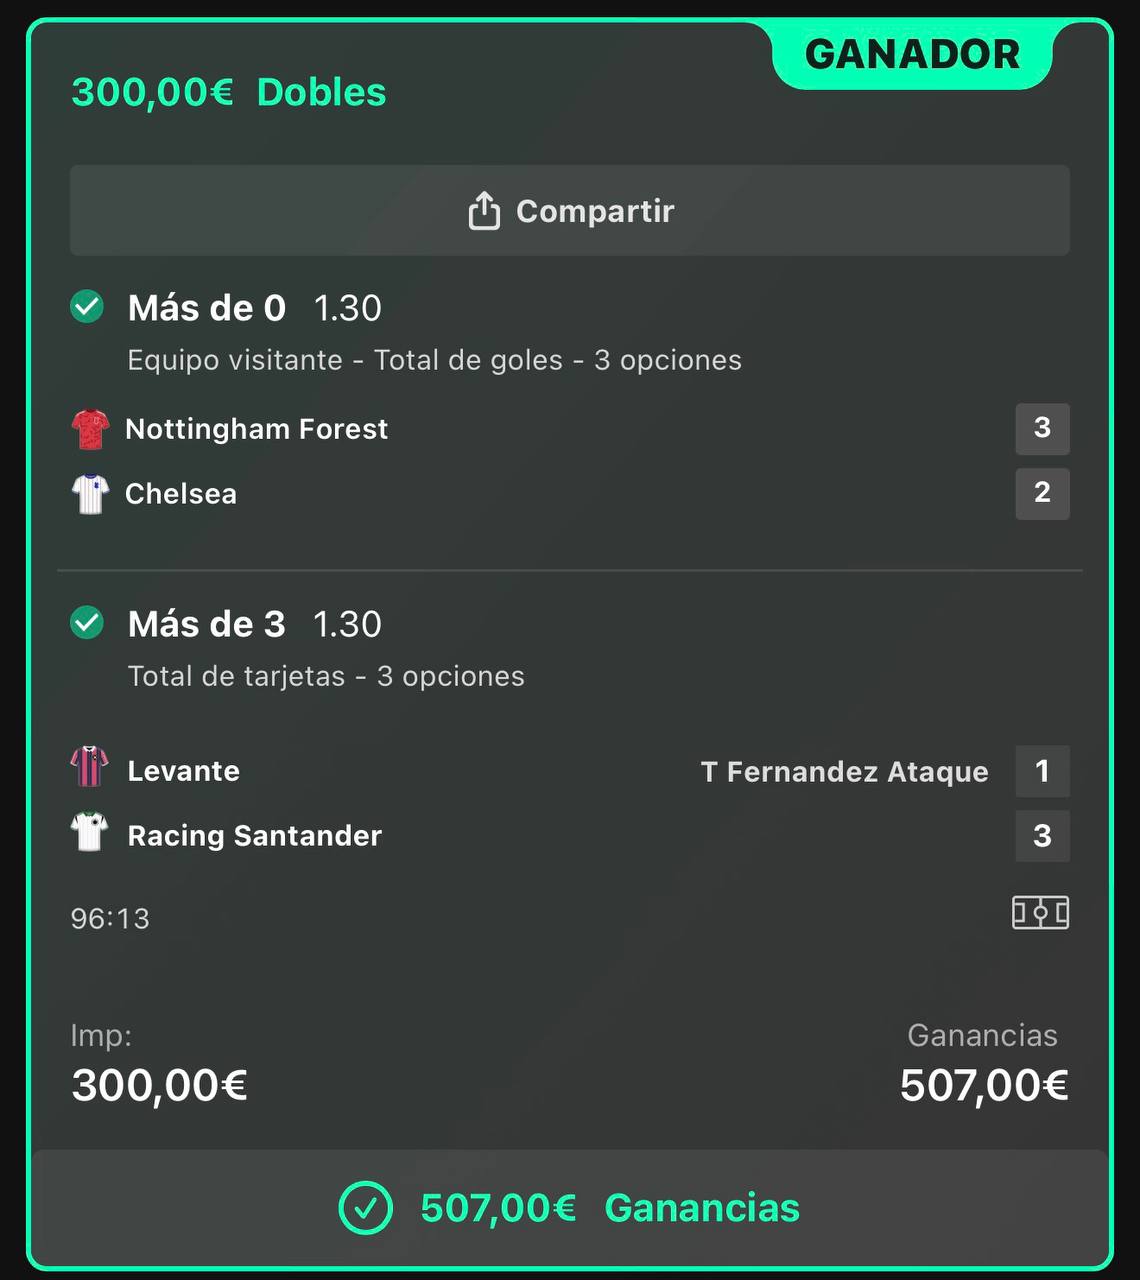 GANADOR
300,00€ Dobles
Compartir
Más de 0 1.30
Equipo visitante - Total de goles - 3 opciones
Nottingham Forest 3
Chelsea 2
Más de 3 1.30
Total de tarjetas - 3 opciones
Levante T Fernandez Ataque 1
Racing Santander 3
96:13
Imp: Ganancias
300,00€ 507,00€
507,00€ Ganancias